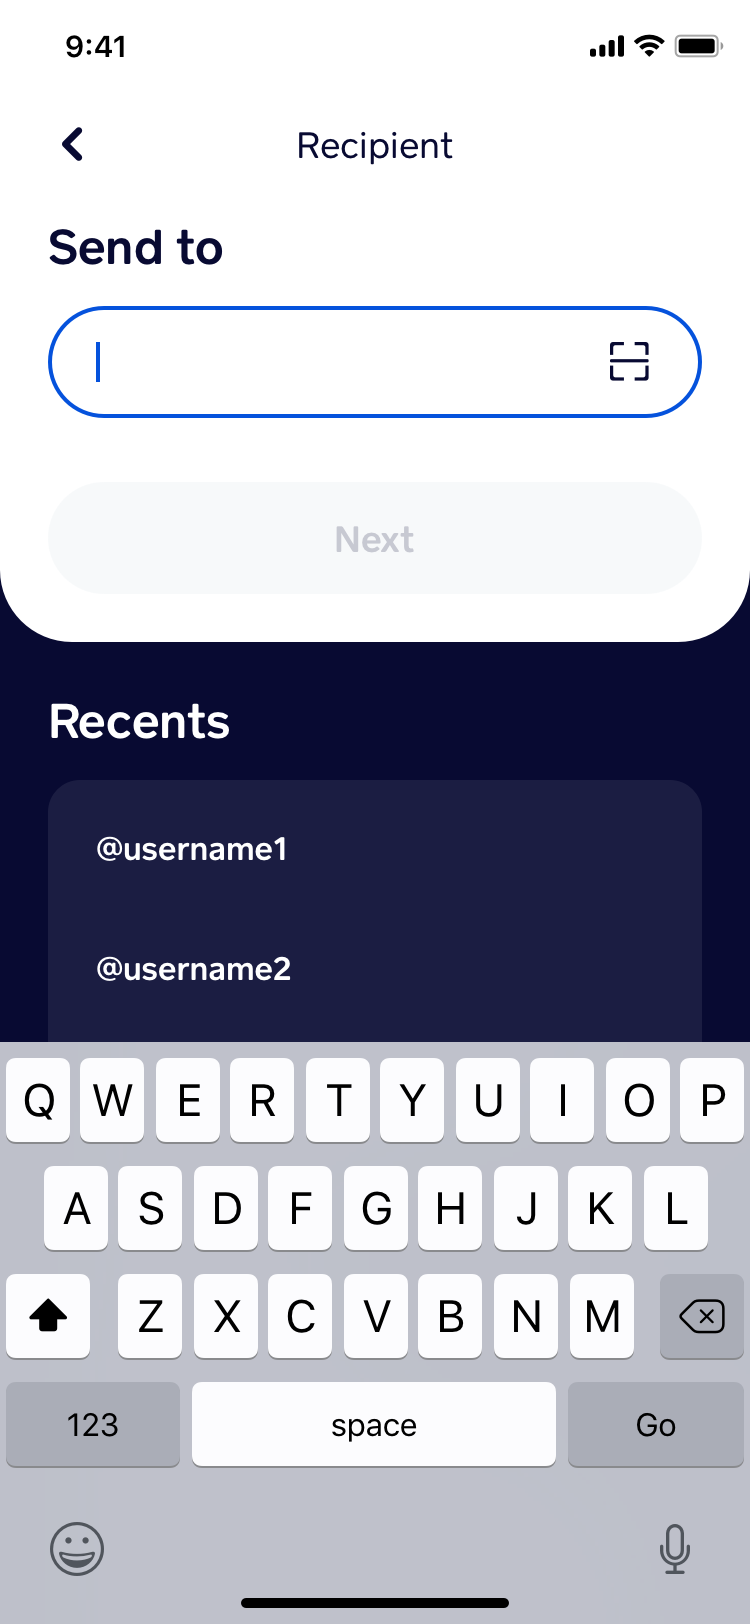 9:41
Recipient
Send to
Next
Recents
@username1
@username2
Q W E R T Y U I O P
A S D F G H J K L
Z X C V B N M
123 space Go